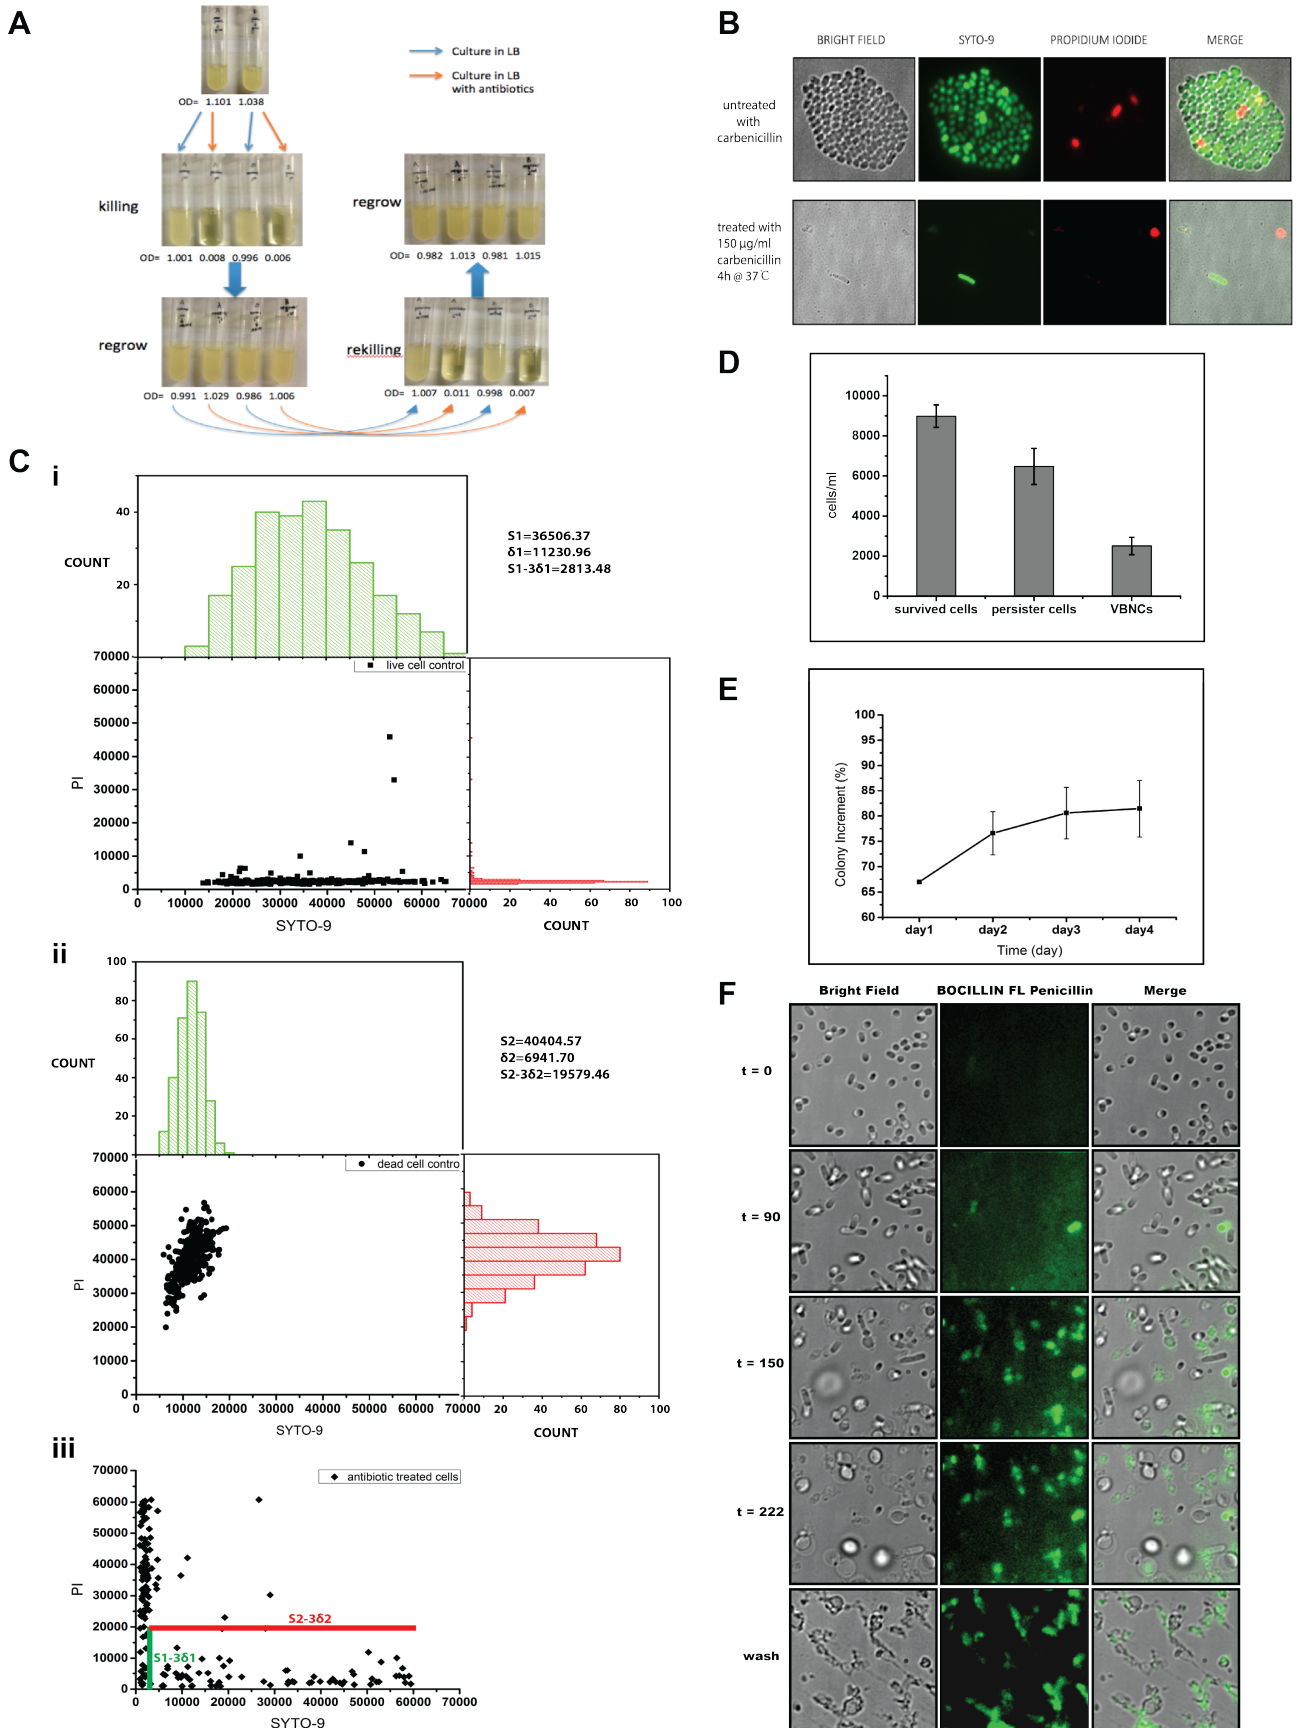 A
Culture in LB
Culture in LB
with antibiotics
OD= 1.101 1.038
killing
OD= 1.001 0.008 0.996 0.006
regrow
OD= 0.982 1.013 0.981 1.015
regrow
OD= 0.991 1.029 0.986 1.006
rekilling
OD= 1.007 0.011 0.998 0.007
B
BRIGHT FIELD SYTO-9 PROPIDIUM IODIDE MERGE
untreated
with
carbenicillin
treated with
150 µg/ml
carbenicillin
4h @ 37℃
C
i
40
20
COUNT
S1=36506.37
δ1=11230.96
S1-3δ1=2813.48
live cell control
70000
60000
50000
40000
30000
20000
10000
0
PI
0 10000 20000 30000 40000 50000 60000 70000
SYTO-9
20 40 60 80 100
COUNT
ii
100
80
60
40
20
COUNT
S2=40404.57
δ2=6941.70
S2-3δ2=19579.46
dead cell contro
70000
60000
50000
40000
30000
20000
10000
0
PI
0 10000 20000 30000 40000 50000 60000 70000
SYTO-9
20 40 60 80 100
COUNT
iii
antibiotic treated cells
70000
60000
50000
40000
30000
20000
10000
0
PI
S2-3δ2
S1-3δ1
0 10000 20000 30000 40000 50000 60000 70000
SYTO-9
D
10000
8000
6000
4000
2000
0
cells/ml
survived cells persister cells VBNCs
E
100
95
90
85
80
75
70
65
60
Colony Increment (%)
day1 day2 day3 day4
Time (day)
F
Bright Field BOCILLIN FL Penicillin Merge
t = 0
t = 90
t = 150
t = 222
wash